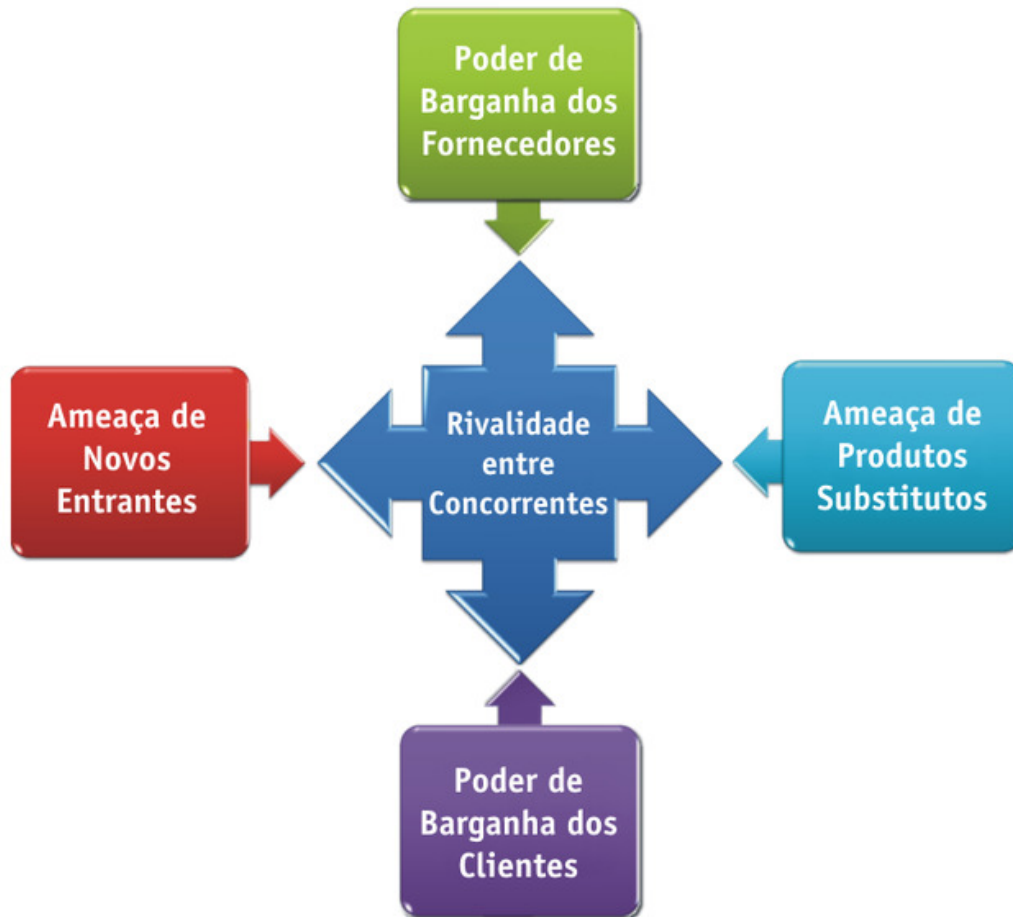 Poder de
Barganha dos
Fornecedores
Ameaça de
Novos
Entrantes
Rivalidade
entre
Concorrentes
Ameaça de
Produtos
Substitutos
Poder de
Barganha dos
Clientes